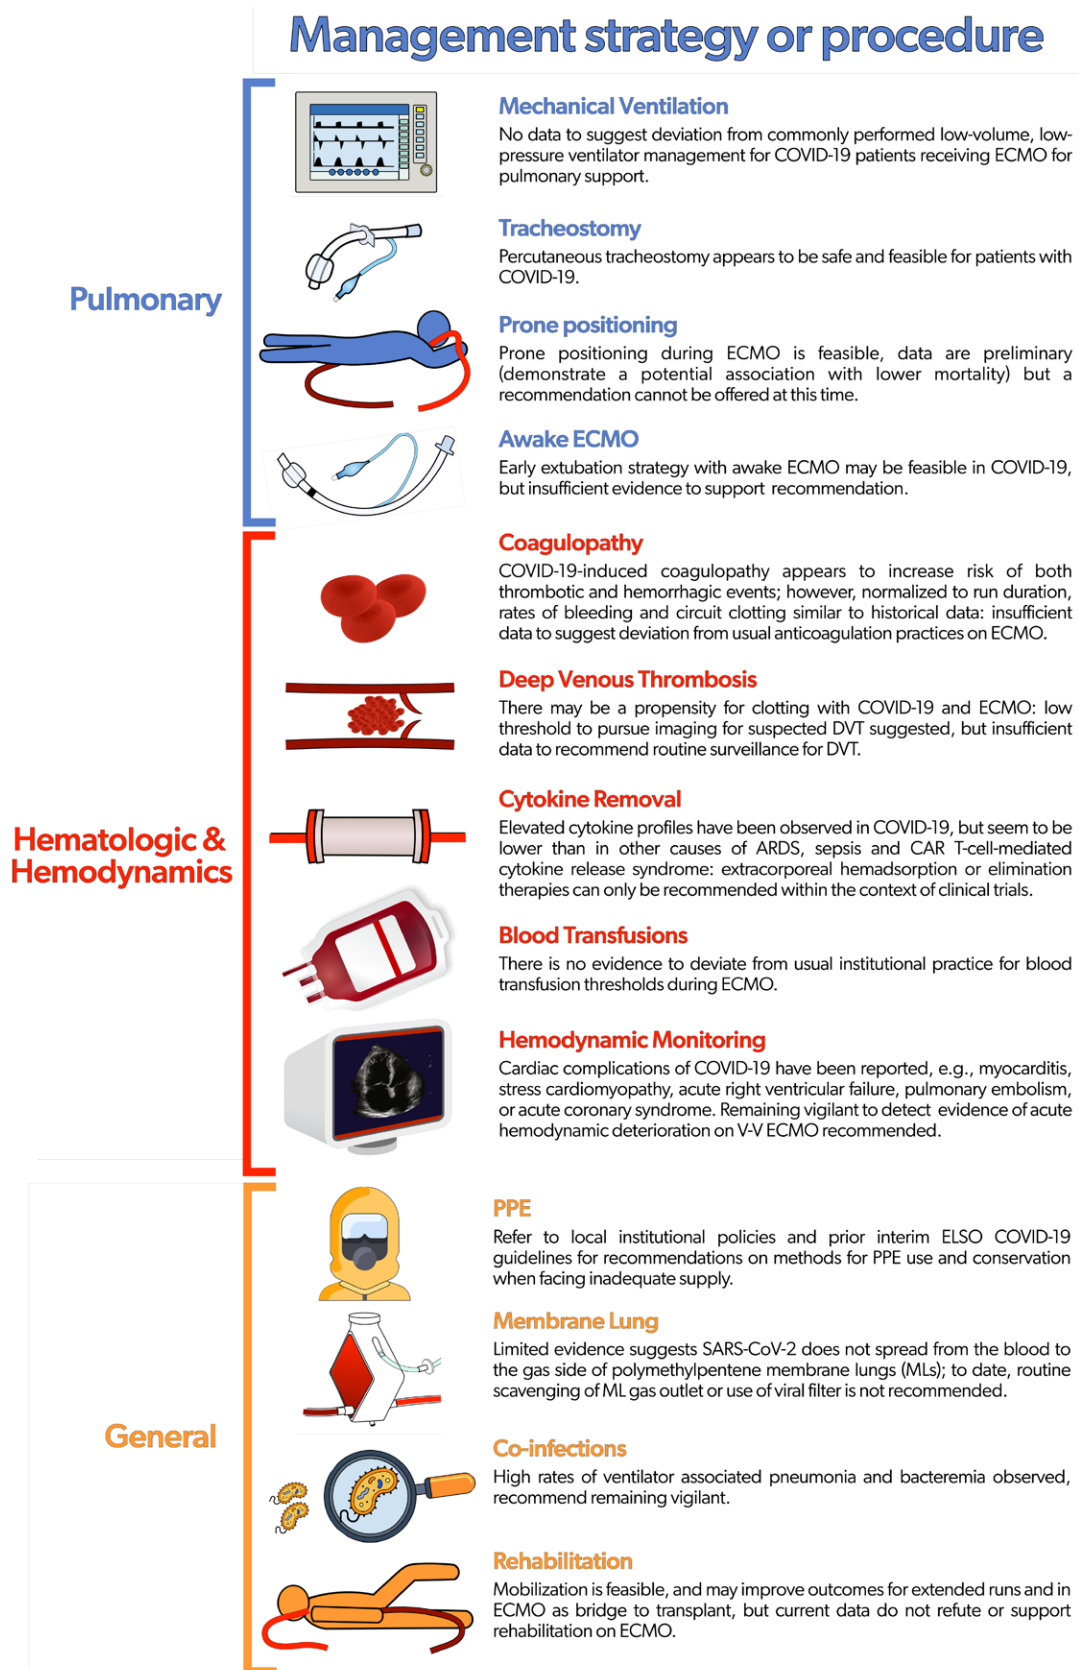 Management strategy or procedure
Pulmonary
Mechanical Ventilation
No data to suggest deviation from commonly performed low-volume, low-
pressure ventilator management for COVID-19 patients receiving ECMO for
pulmonary support.
Tracheostomy
Percutaneous tracheostomy appears to be safe and feasible for patients with
COVID-19.
Prone positioning
Prone positioning during ECMO is feasible, data are preliminary
(demonstrate a potential association with lower mortality) but a
recommendation cannot be offered at this time.
Awake ECMO
Early extubation strategy with awake ECMO may be feasible in COVID-19,
but insufficient evidence to support recommendation.
Hematologic &
Hemodynamics
Coagulopathy
COVID-19-induced coagulopathy appears to increase risk of both
thrombotic and hemorrhagic events; however, normalized to run duration,
rates of bleeding and circuit clotting similar to historical data: insufficient
data to suggest deviation from usual anticoagulation practices on ECMO.
Deep Venous Thrombosis
There may be a propensity for clotting with COVID-19 and ECMO: low
threshold to pursue imaging for suspected DVT suggested, but insufficient
data to recommend routine surveillance for DVT.
Cytokine Removal
Elevated cytokine profiles have been observed in COVID-19, but seem to be
lower than in other causes of ARDS, sepsis and CAR T-cell-mediated
cytokine release syndrome: extracorporeal hemadsorption or elimination
therapies can only be recommended within the context of clinical trials.
Blood Transfusions
There is no evidence to deviate from usual institutional practice for blood
transfusion thresholds during ECMO.
Hemodynamic Monitoring
Cardiac complications of COVID-19 have been reported, e.g., myocarditis,
stress cardiomyopathy, acute right ventricular failure, pulmonary embolism,
or acute coronary syndrome. Remaining vigilant to detect evidence of acute
hemodynamic deterioration on V-V ECMO recommended.
General
PPE
Refer to local institutional policies and prior interim ELSO COVID-19
guidelines for recommendations on methods for PPE use and conservation
when facing inadequate supply.
Membrane Lung
Limited evidence suggests SARS-CoV-2 does not spread from the blood to
the gas side of polymethylpentene membrane lungs (MLs); to date, routine
scavenging of ML gas outlet or use of viral filter is not recommended.
Co-infections
High rates of ventilator associated pneumonia and bacteremia observed,
recommend remaining vigilant.
Rehabilitation
Mobilization is feasible, and may improve outcomes for extended runs and in
ECMO as bridge to transplant, but current data do not refute or support
rehabilitation on ECMO.